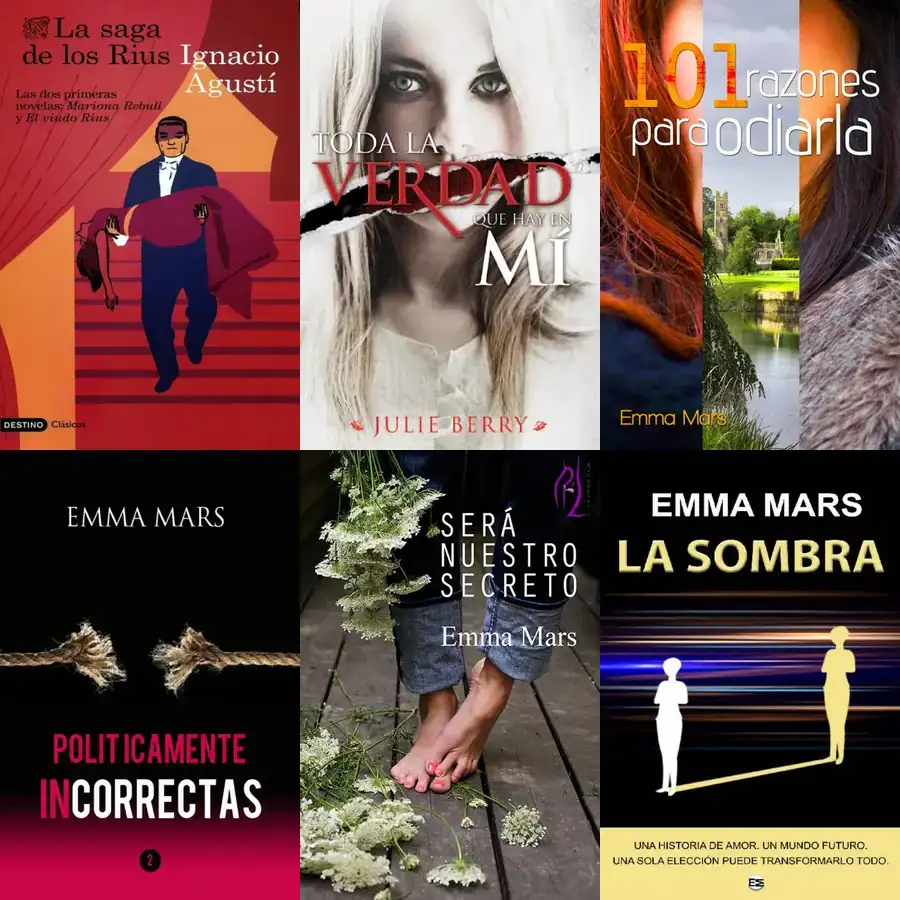 La saga
de los Rius
Ignacio
Agustí
Las dos primeras
novelas: Mariona Rebull
y El viudo Rius
DESTINO Clásicos
TODA LA
VERDAD
QUE HAY EN
MÍ
JULIE BERRY
101 razones
para odiarla
Emma Mars
EMMA MARS
POLITICAMENTE
INCORRECTAS
2
SERÁ
NUESTRO
SECRETO
Emma Mars
EMMA MARS
LA SOMBRA
UNA HISTORIA DE AMOR. UN MUNDO FUTURO.
UNA SOLA ELECCIÓN PUEDE TRANSFORMARLO TODO.